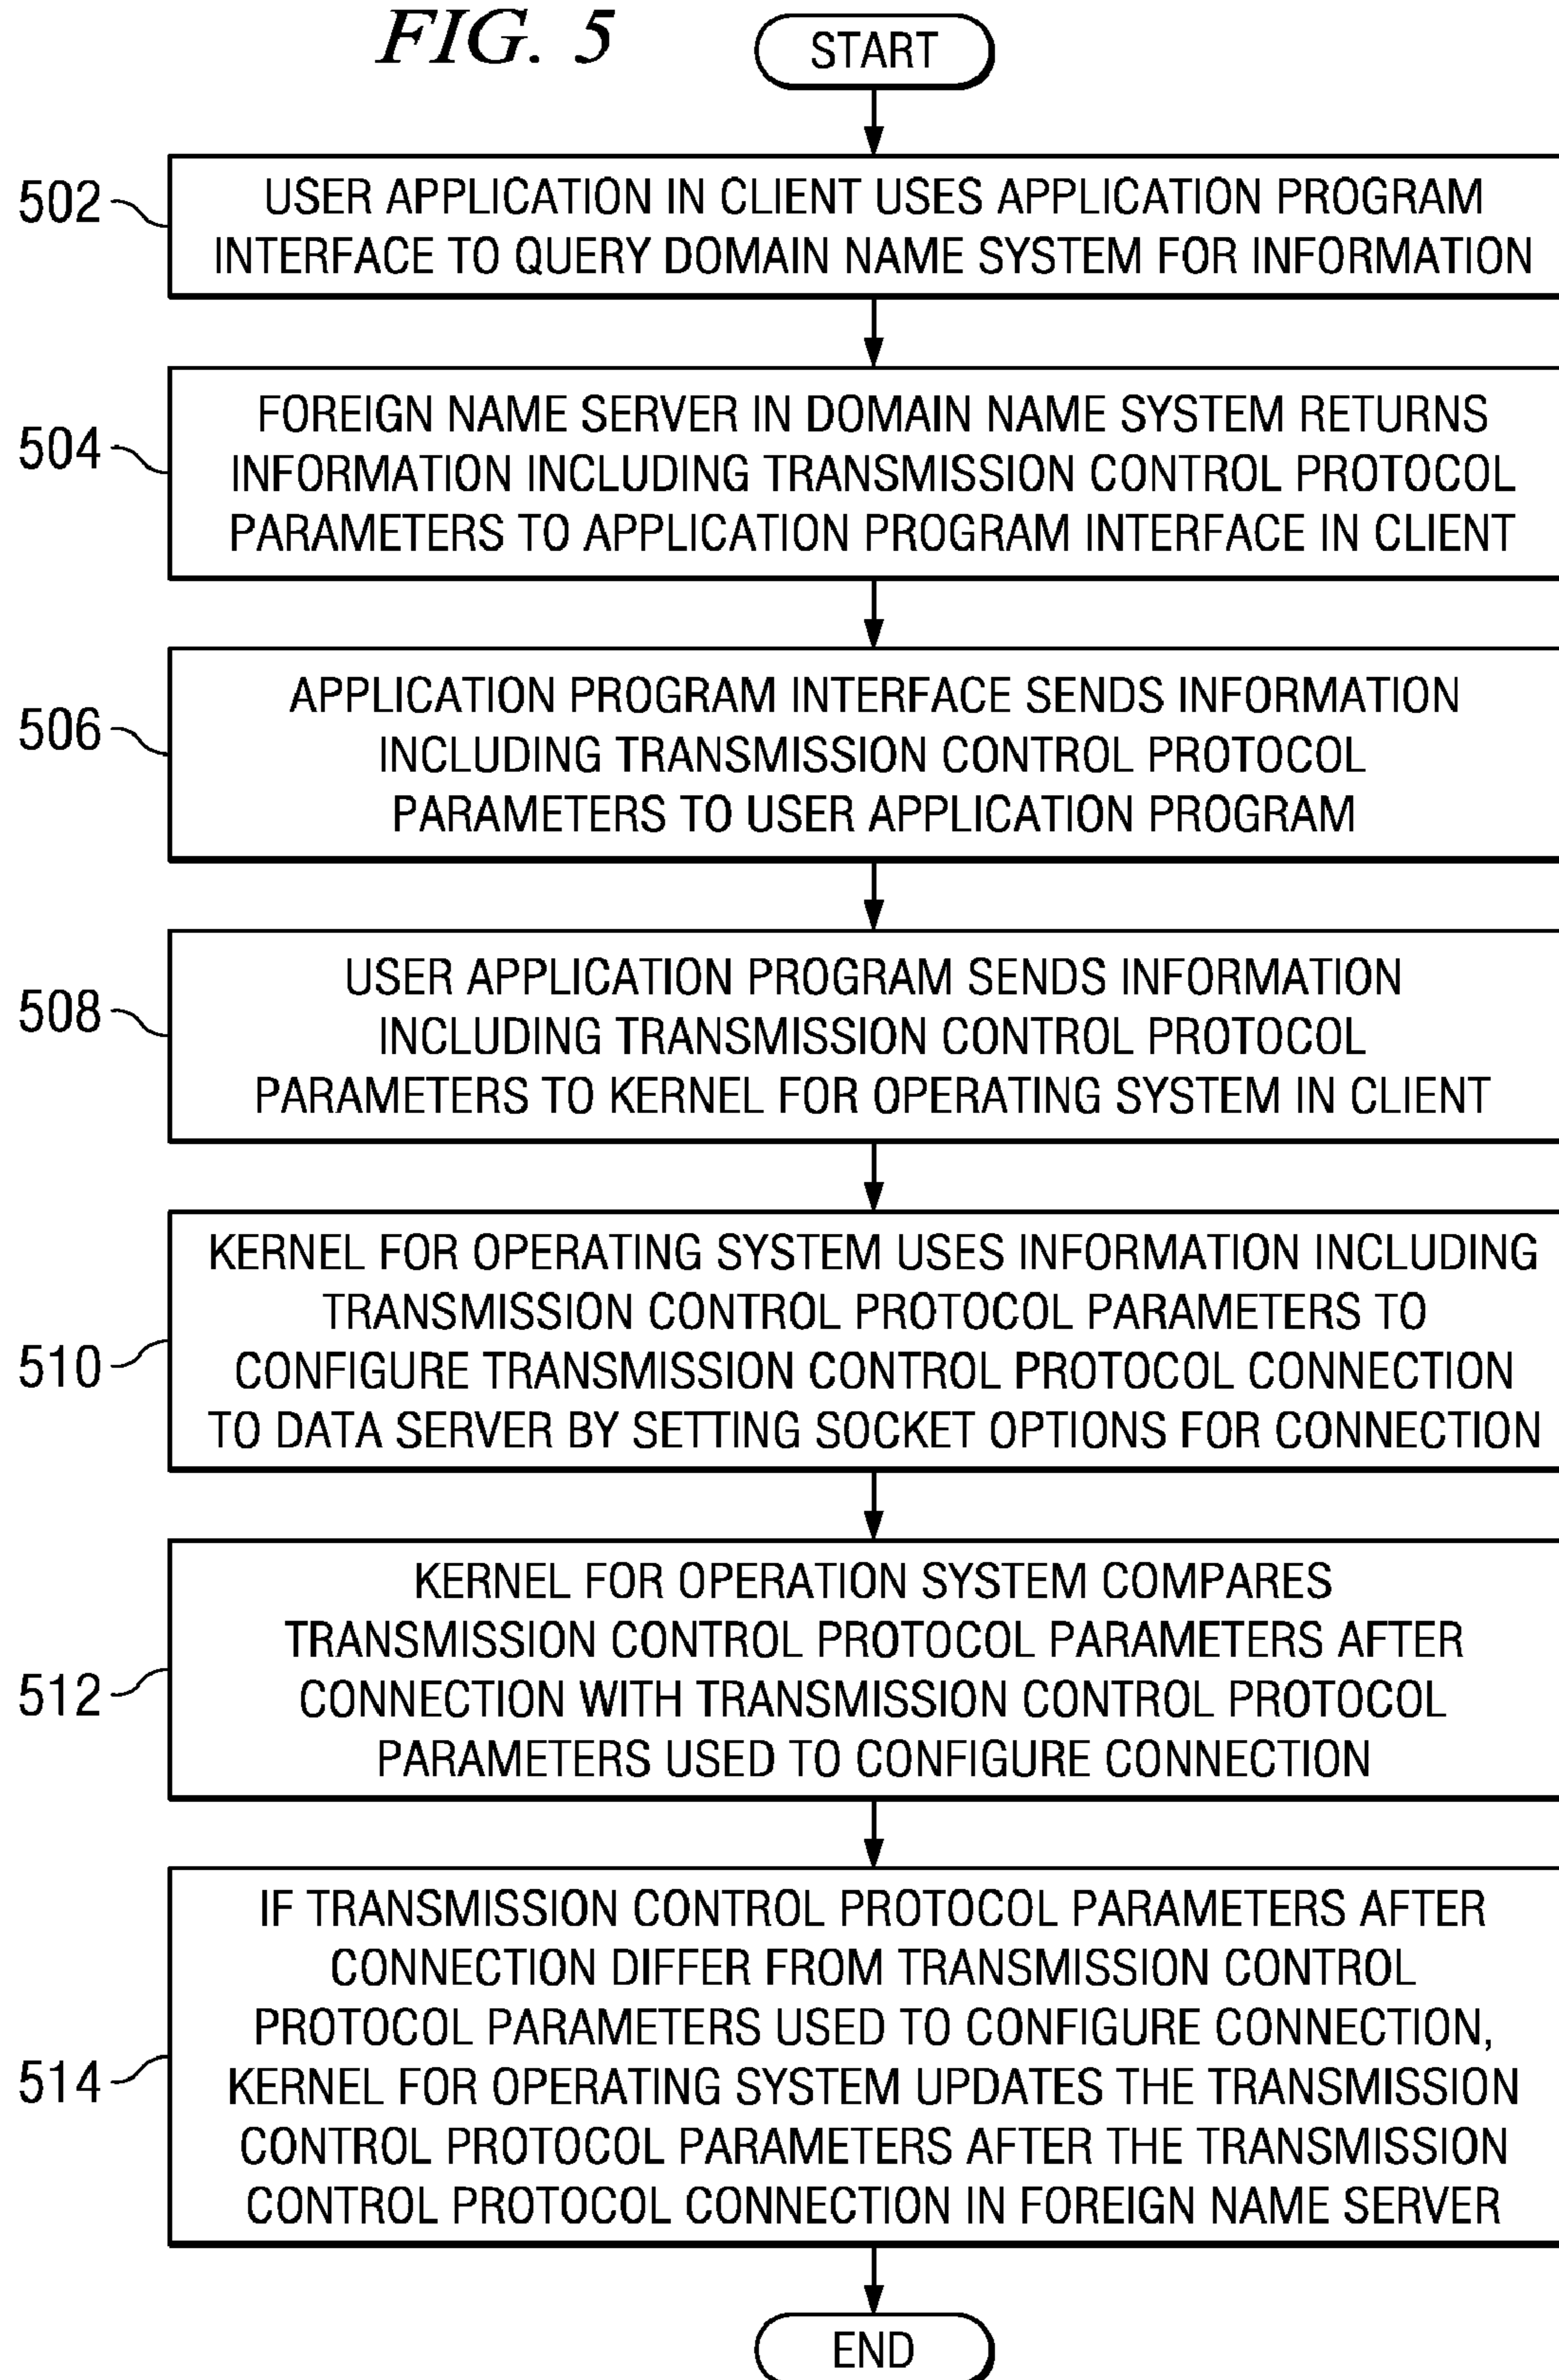 FIG. 5
START
502
USER APPLICATION IN CLIENT USES APPLICATION PROGRAM
INTERFACE TO QUERY DOMAIN NAME SYSTEM FOR INFORMATION
504
FOREIGN NAME SERVER IN DOMAIN NAME SYSTEM RETURNS
INFORMATION INCLUDING TRANSMISSION CONTROL PROTOCOL
PARAMETERS TO APPLICATION PROGRAM INTERFACE IN CLIENT
506
APPLICATION PROGRAM INTERFACE SENDS INFORMATION
INCLUDING TRANSMISSION CONTROL PROTOCOL
PARAMETERS TO USER APPLICATION PROGRAM
508
USER APPLICATION PROGRAM SENDS INFORMATION
INCLUDING TRANSMISSION CONTROL PROTOCOL
PARAMETERS TO KERNEL FOR OPERATING SYSTEM IN CLIENT
510
KERNEL FOR OPERATING SYSTEM USES INFORMATION INCLUDING
TRANSMISSION CONTROL PROTOCOL PARAMETERS TO
CONFIGURE TRANSMISSION CONTROL PROTOCOL CONNECTION
TO DATA SERVER BY SETTING SOCKET OPTIONS FOR CONNECTION
512
KERNEL FOR OPERATION SYSTEM COMPARES
TRANSMISSION CONTROL PROTOCOL PARAMETERS AFTER
CONNECTION WITH TRANSMISSION CONTROL PROTOCOL
PARAMETERS USED TO CONFIGURE CONNECTION
514
IF TRANSMISSION CONTROL PROTOCOL PARAMETERS AFTER
CONNECTION DIFFER FROM TRANSMISSION CONTROL
PROTOCOL PARAMETERS USED TO CONFIGURE CONNECTION,
KERNEL FOR OPERATING SYSTEM UPDATES THE TRANSMISSION
CONTROL PROTOCOL PARAMETERS AFTER THE TRANSMISSION
CONTROL PROTOCOL CONNECTION IN FOREIGN NAME SERVER
END